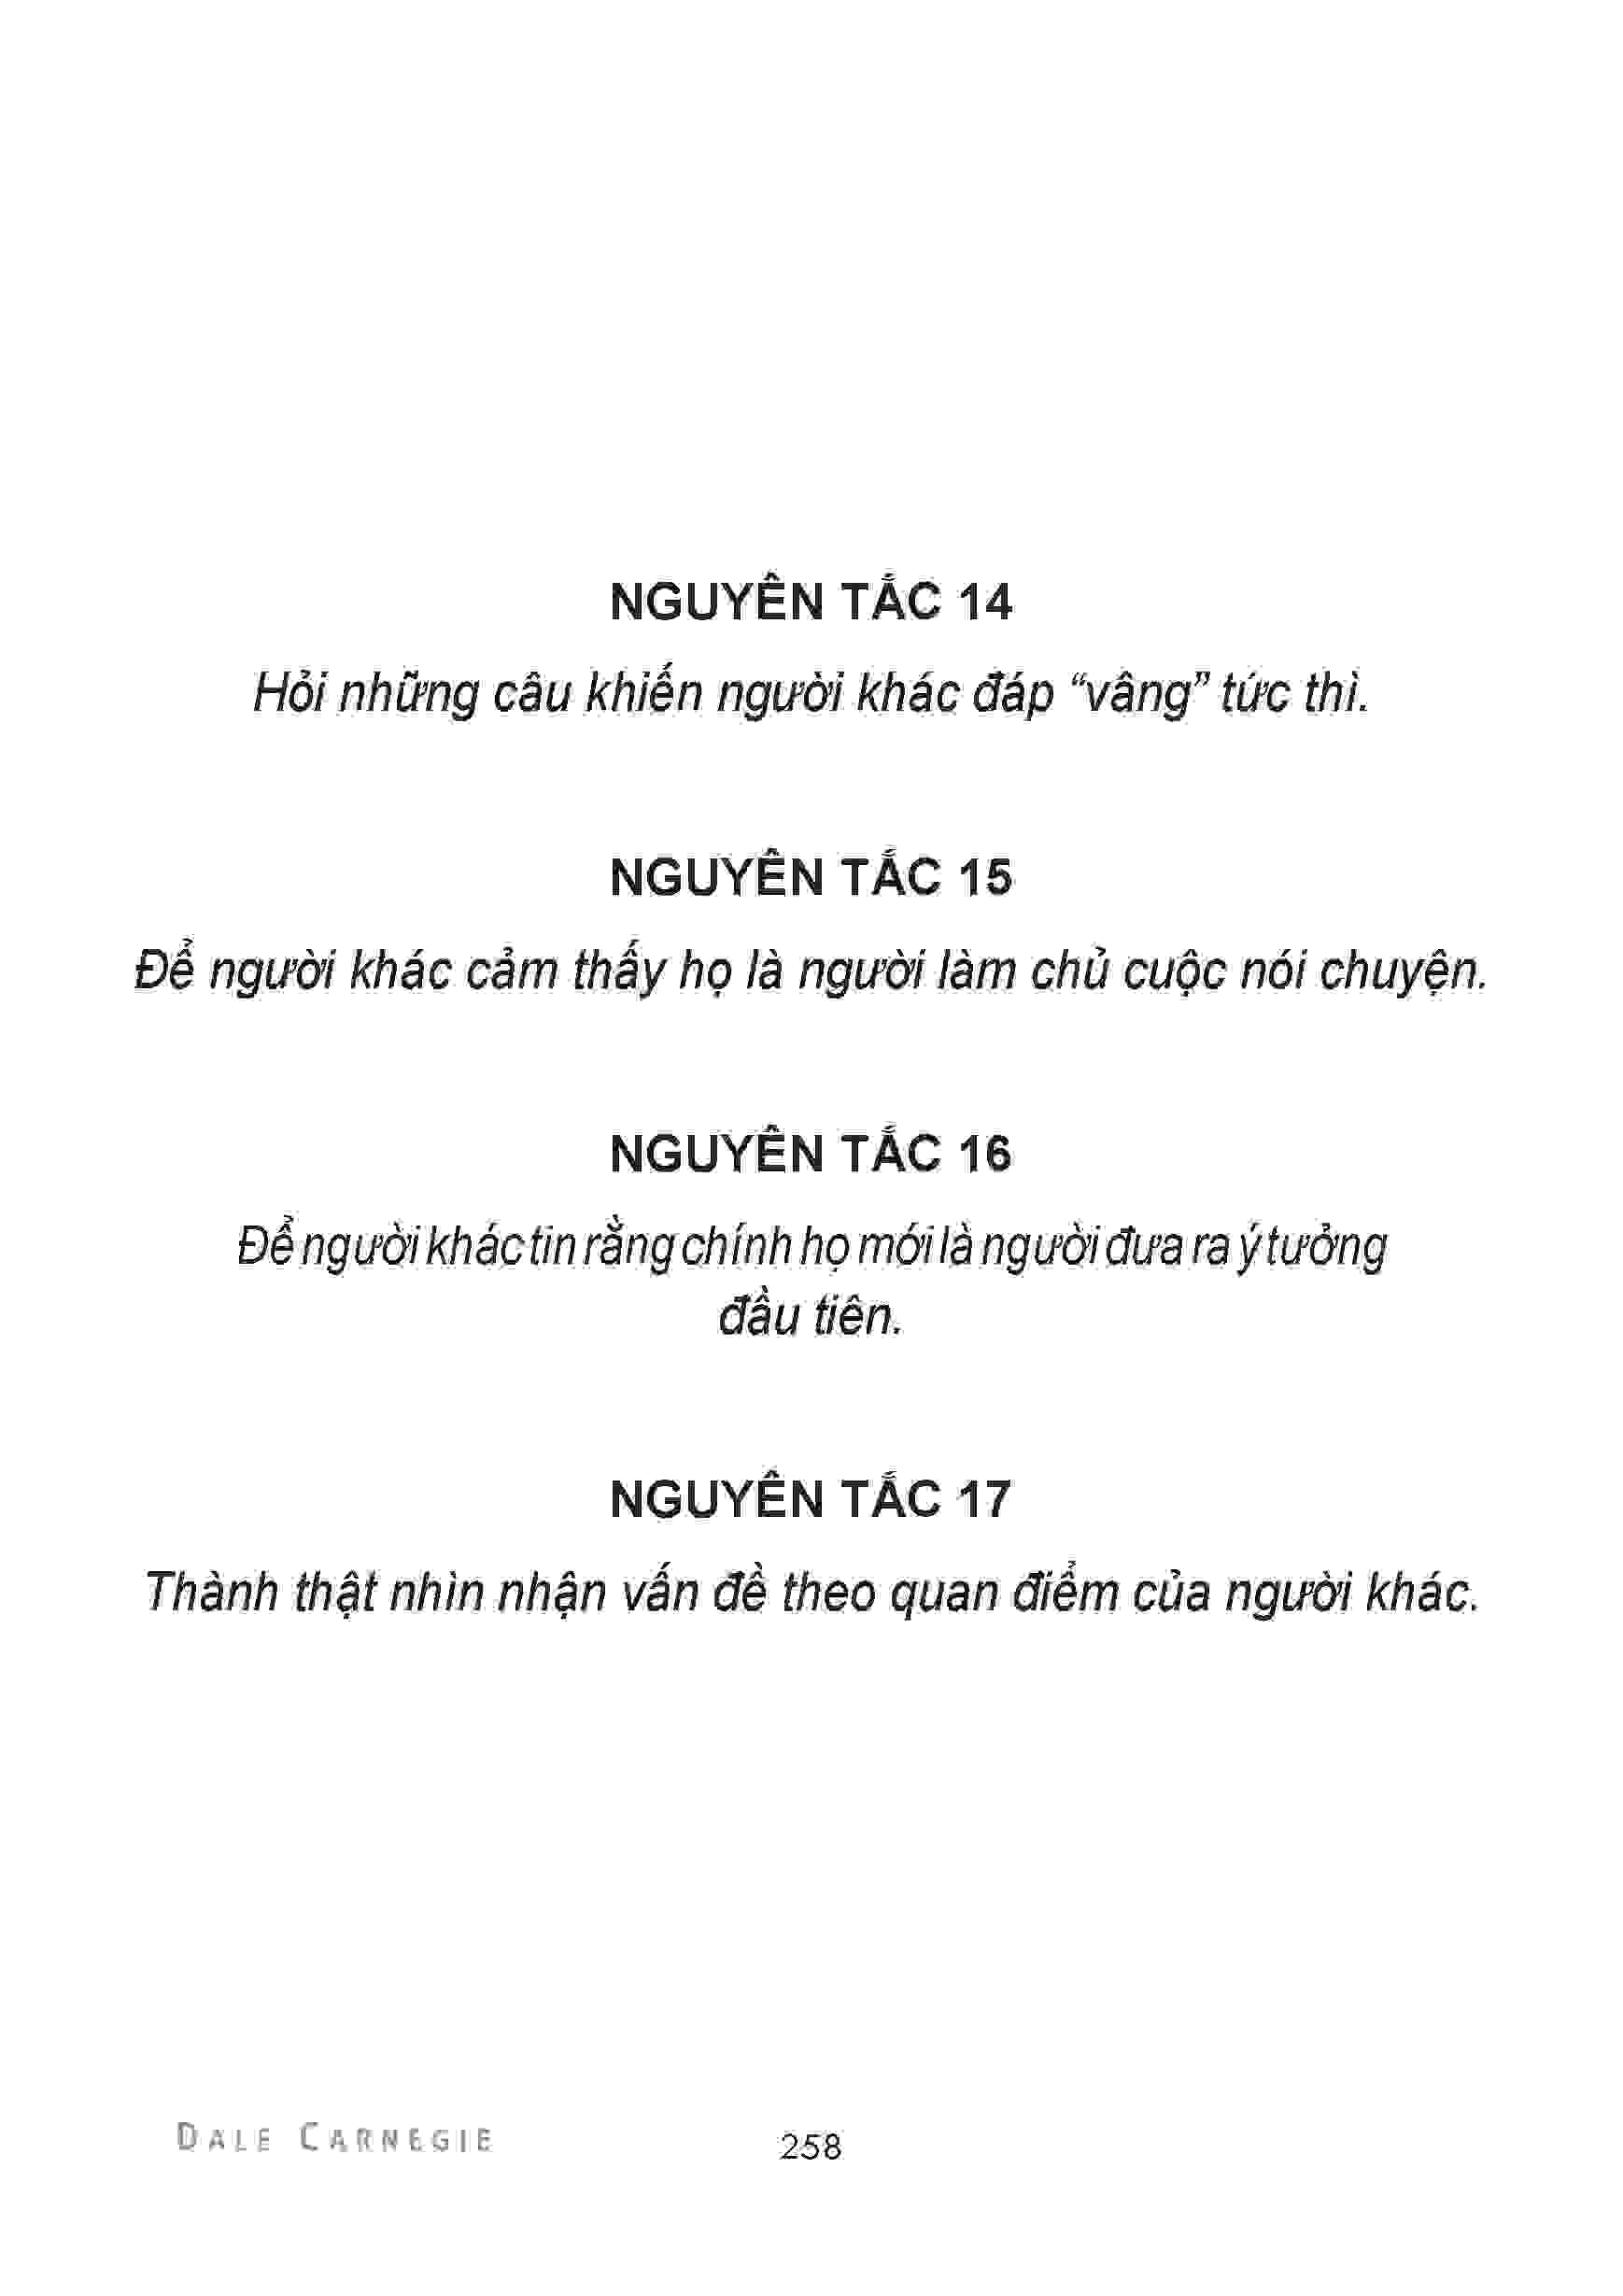 NGUYÊN TẮC 14
Hỏi những câu khiến người khác đáp “vâng” tức thì.
NGUYÊN TẮC 15
Để người khác cảm thấy họ là người làm chủ cuộc nói chuyện.
NGUYÊN TẮC 16
Để người khác tin rằng chính họ mới là người đưa ra ý tưởng
đầu tiên.
NGUYÊN TẮC 17
Thành thật nhìn nhận vấn đề theo quan điểm của người khác.
DALE CARNEGIE 258